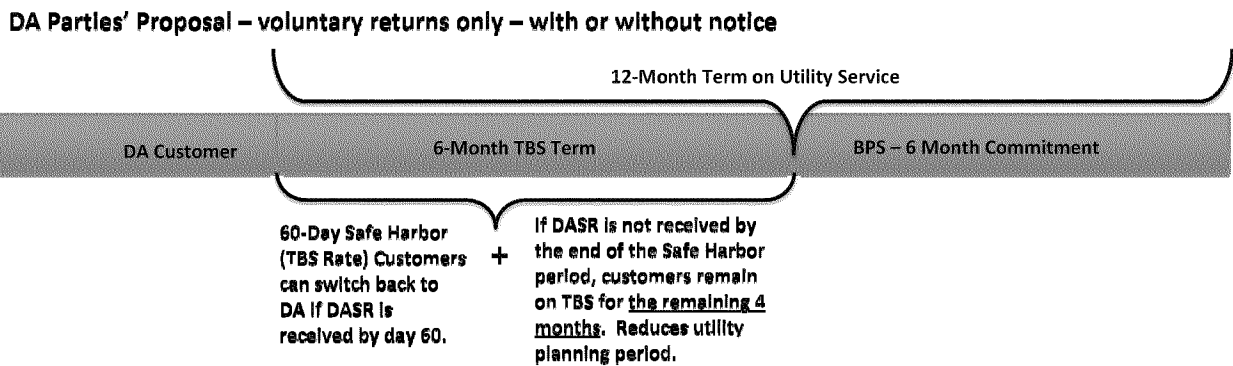 DA Parties' Proposal – voluntary returns only – with or without notice
12-Month Term on Utility Service
DA Customer
6-Month TBS Term
BPS – 6 Month Commitment
60-Day Safe Harbor
(TBS Rate) Customers
can switch back to
DA if DASR is
received by day 60.
+
If DASR is not received by
the end of the Safe Harbor
period, customers remain
on TBS for the remaining 4
months. Reduces utility
planning period.